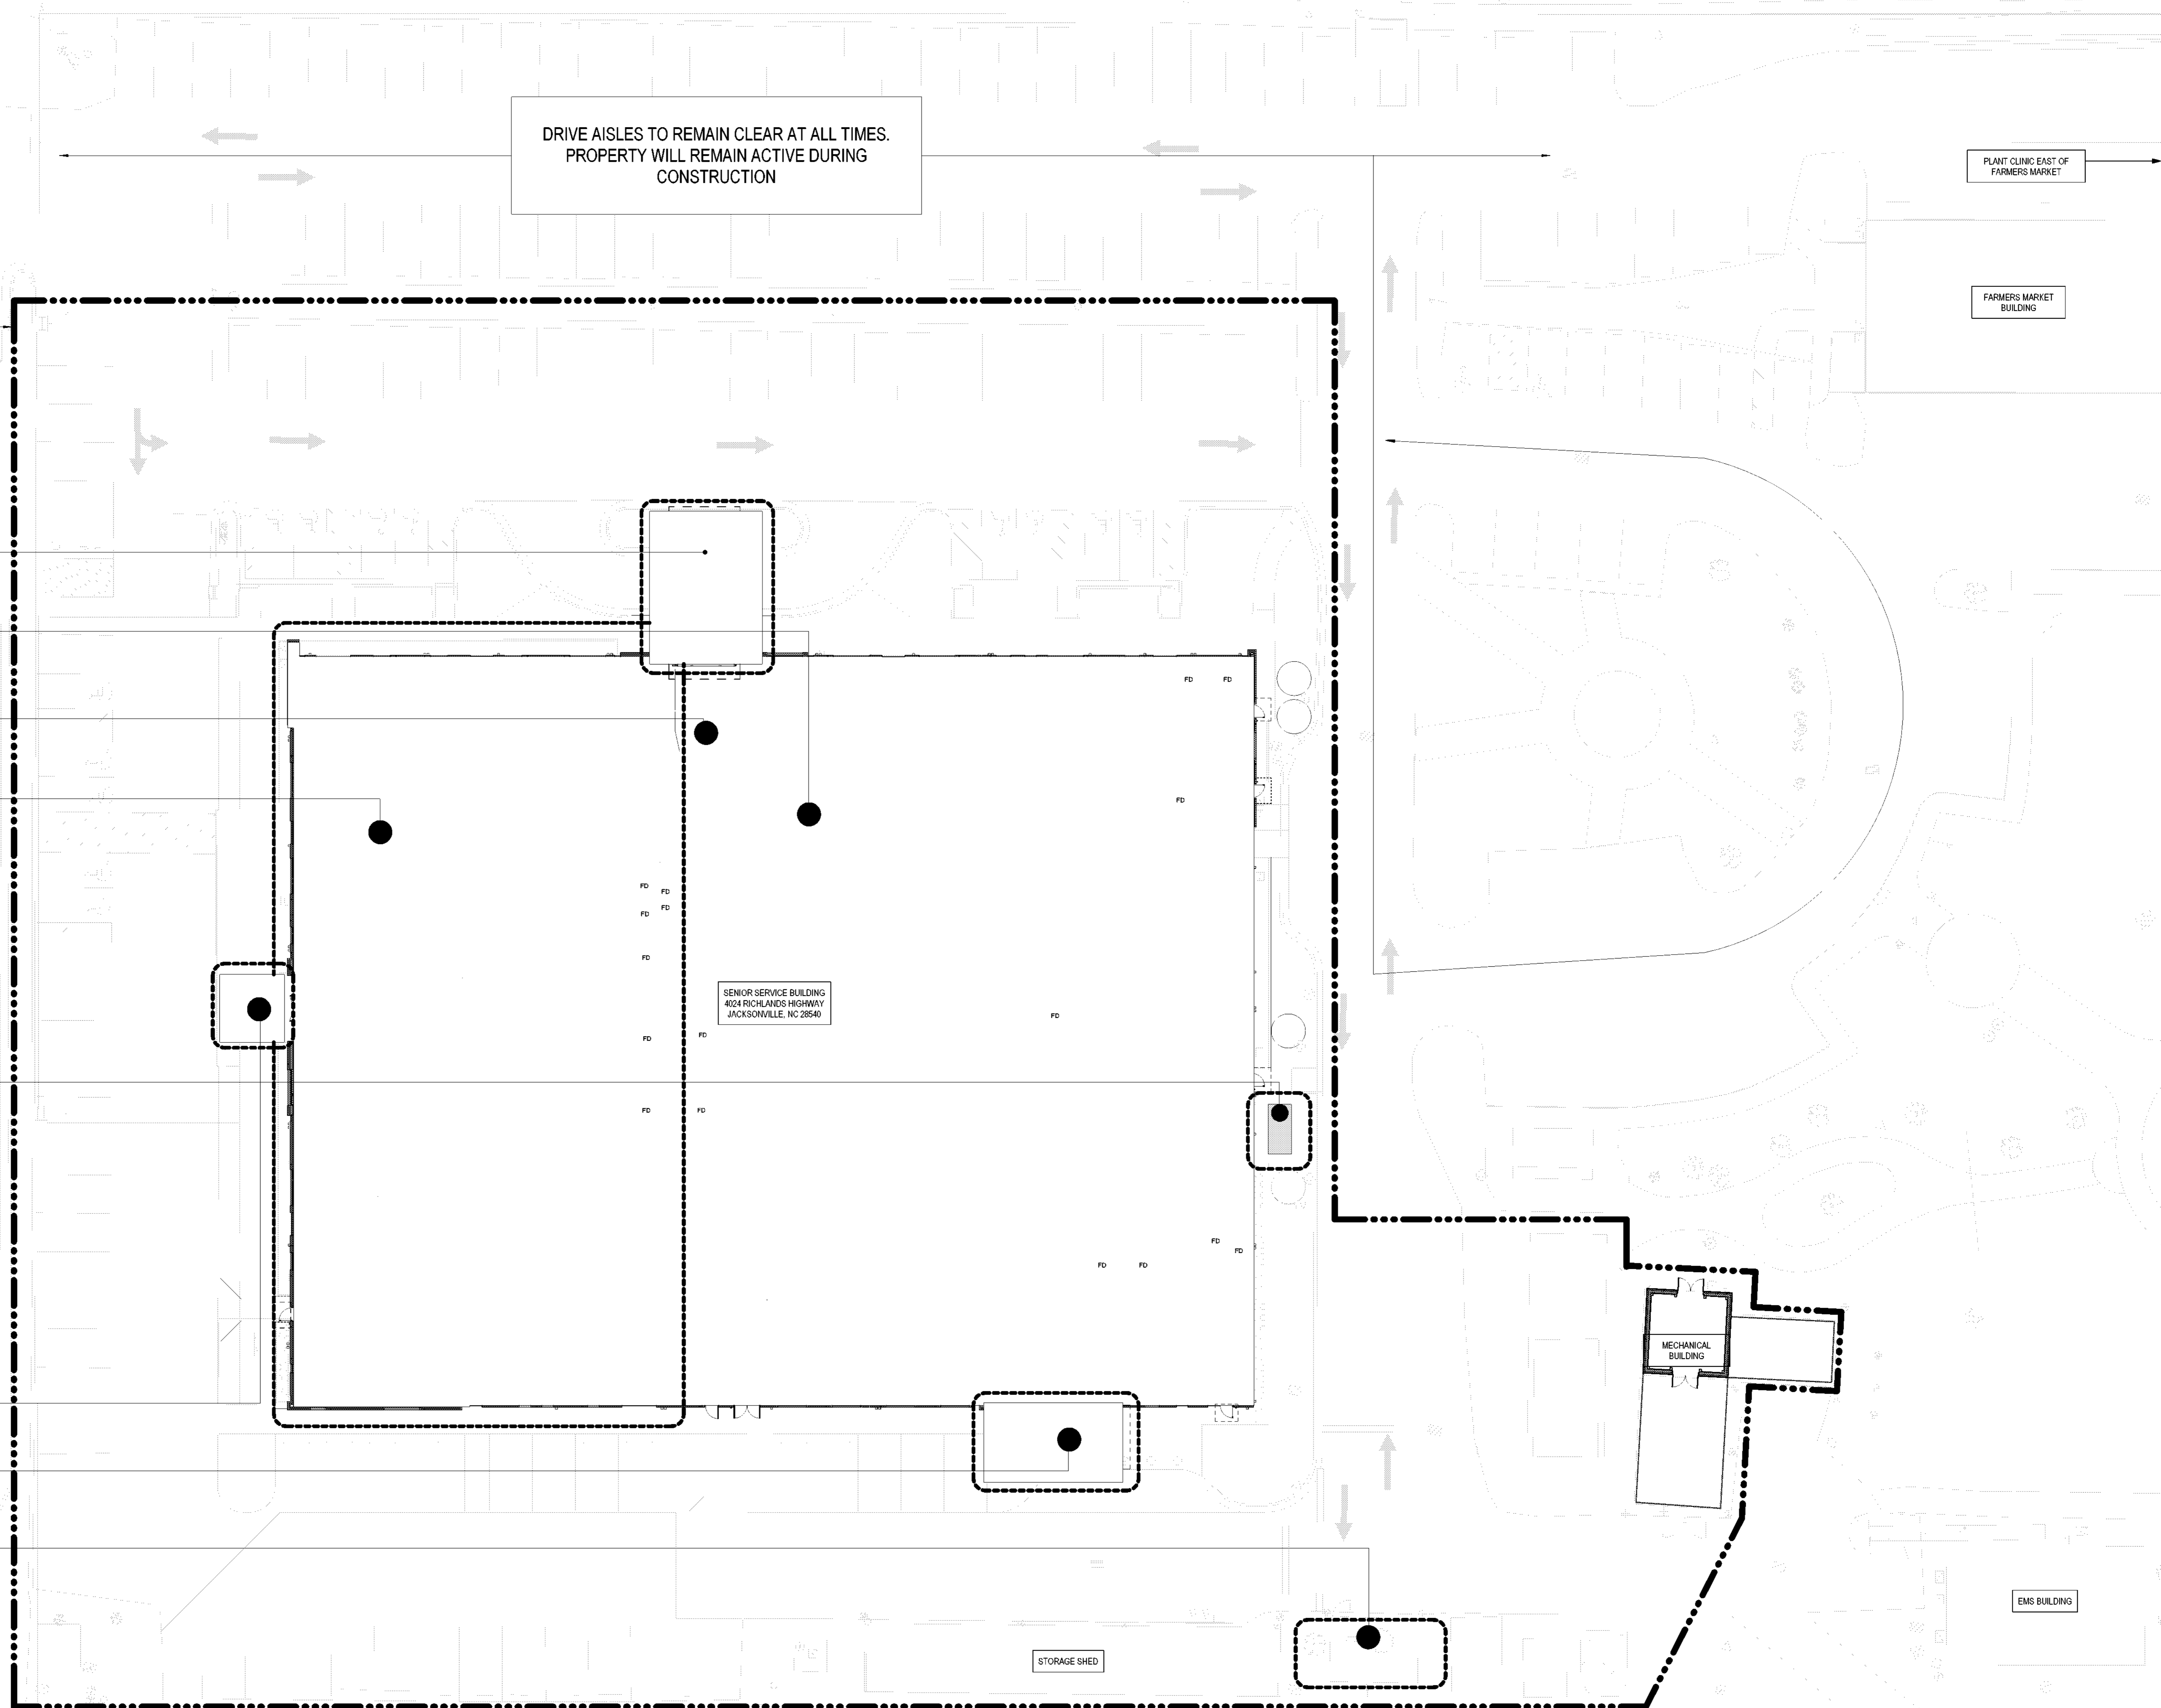 DRIVE AISLES TO REMAIN CLEAR AT ALL TIMES.
PROPERTY WILL REMAIN ACTIVE DURING
CONSTRUCTION
PLANT CLINIC EAST OF
FARMERS MARKET
FARMERS MARKET
BUILDING
FD
FD
FD
FD
FD
FD
FD
FD
SENIOR SERVICE BUILDING
4024 RICHLANDS HIGHWAY
JACKSONVILLE, NC 28540
FD
FD
FD
FD
FD
FD
FD
FD
FD
MECHANICAL
BUILDING
EMS BUILDING
STORAGE SHED